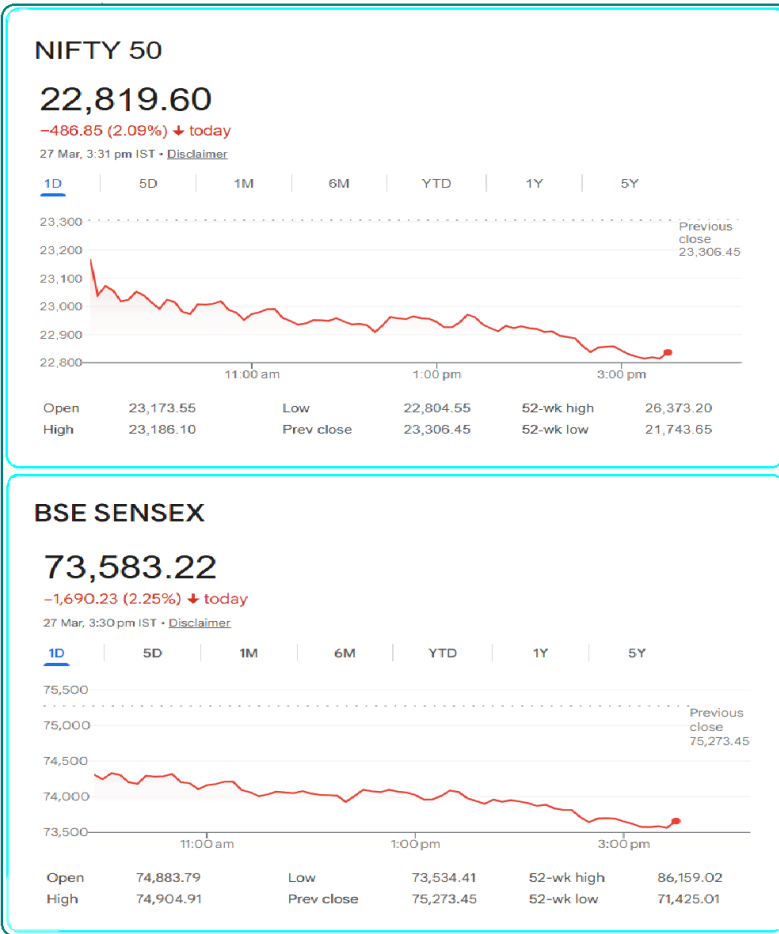 NIFTY 50
22,819.60
−486.85 (2.09%) ↓ today
27 Mar, 3:31 pm IST • Disclaimer
1D 5D 1M 6M YTD 1Y 5Y
23,300
Previous
close
23,306.45
23,200
23,100
23,000
22,900
22,800
11:00 am 1:00 pm 3:00 pm
Open 23,173.55 Low 22,804.55 52-wk high 26,373.20
High 23,186.10 Prev close 23,306.45 52-wk low 21,743.65
BSE SENSEX
73,583.22
−1,690.23 (2.25%) ↓ today
27 Mar, 3:30 pm IST • Disclaimer
1D 5D 1M 6M YTD 1Y 5Y
75,500
Previous
close
75,273.45
75,000
74,500
74,000
73,500
11:00 am 1:00 pm 3:00 pm
Open 74,883.79 Low 73,534.41 52-wk high 86,159.02
High 74,904.91 Prev close 75,273.45 52-wk low 71,425.01